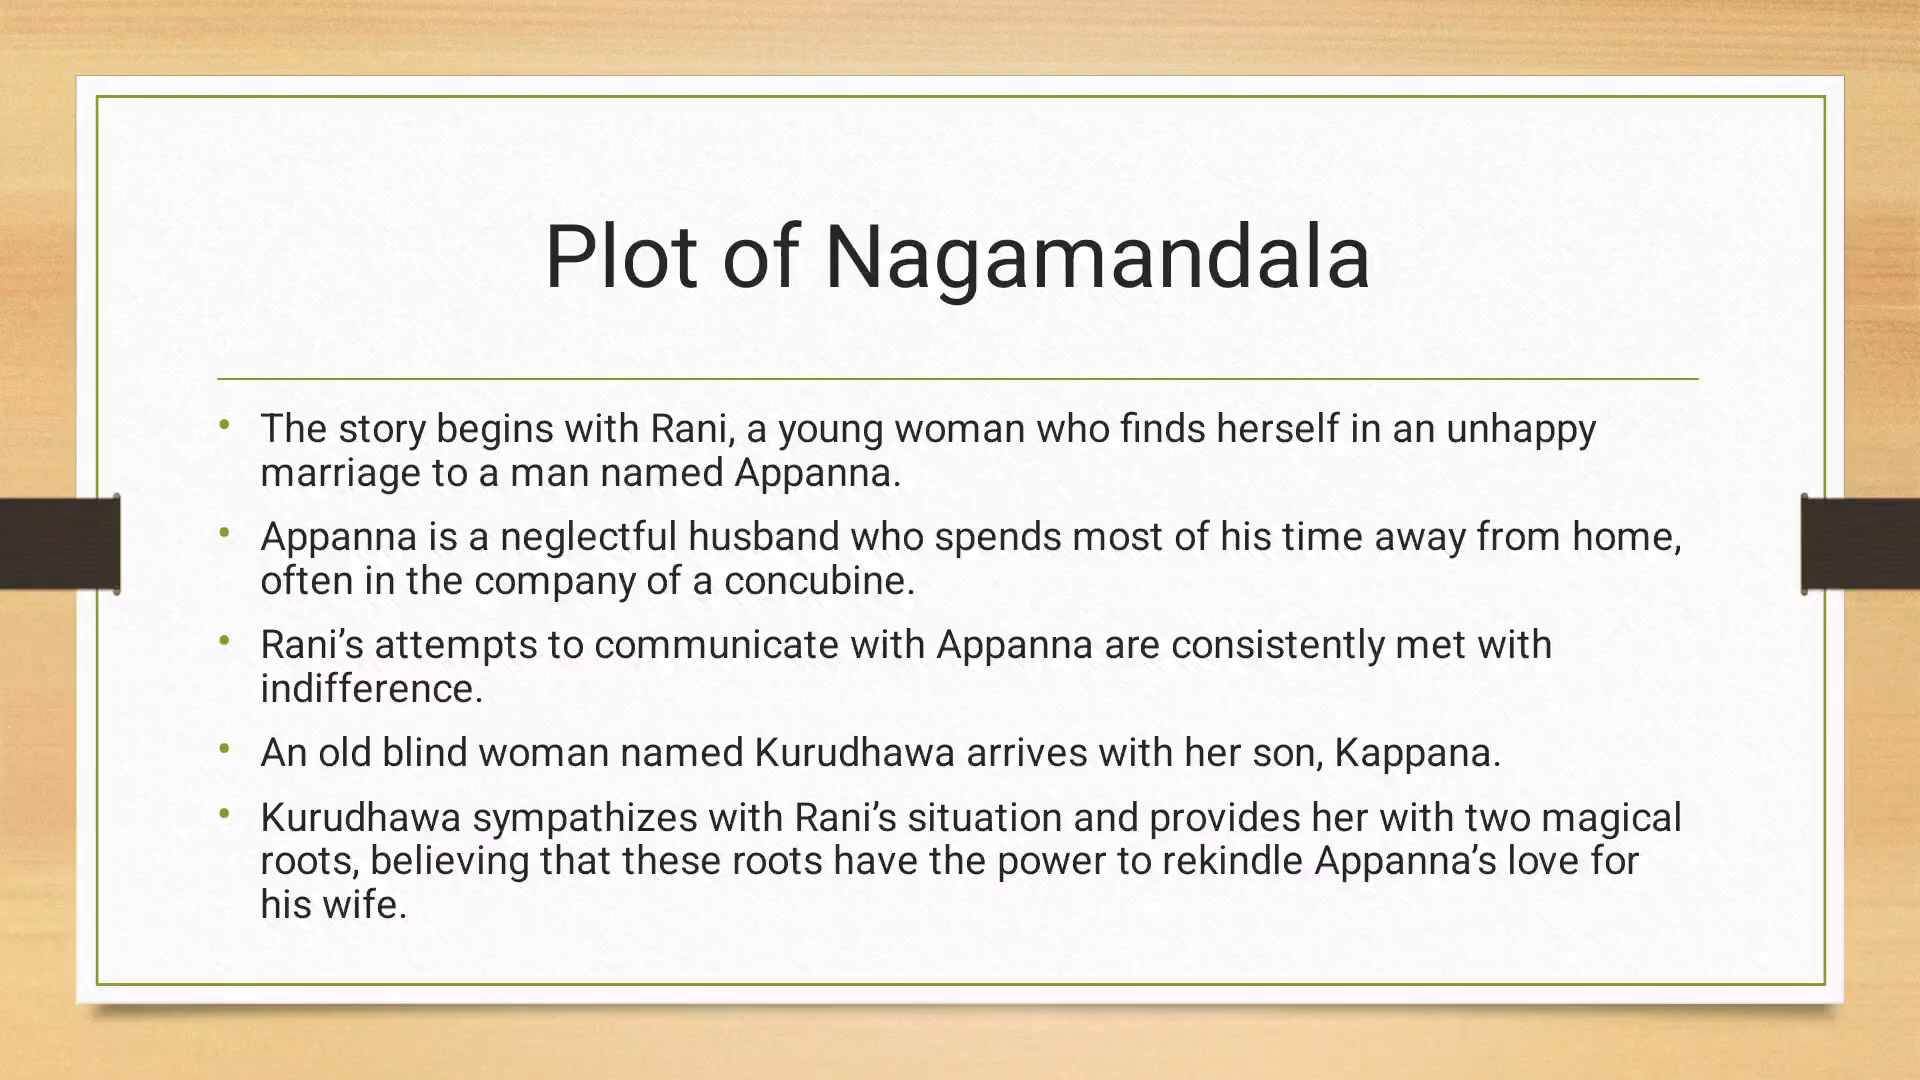 Plot of Nagamandala
• The story begins with Rani, a young woman who finds herself in an unhappy
marriage to a man named Appanna.
• Appanna is a neglectful husband who spends most of his time away from home,
often in the company of a concubine.
• Rani’s attempts to communicate with Appanna are consistently met with
indifference.
• An old blind woman named Kurudhawa arrives with her son, Kappana.
• Kurudhawa sympathizes with Rani’s situation and provides her with two magical
roots, believing that these roots have the power to rekindle Appanna’s love for
his wife.